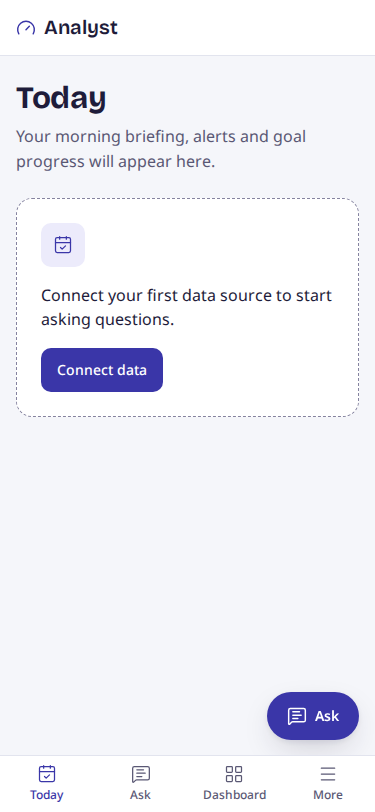 Analyst
Today
Your morning briefing, alerts and goal
progress will appear here.
Connect your first data source to start
asking questions.
Connect data
Ask
Today
Ask
Dashboard
More